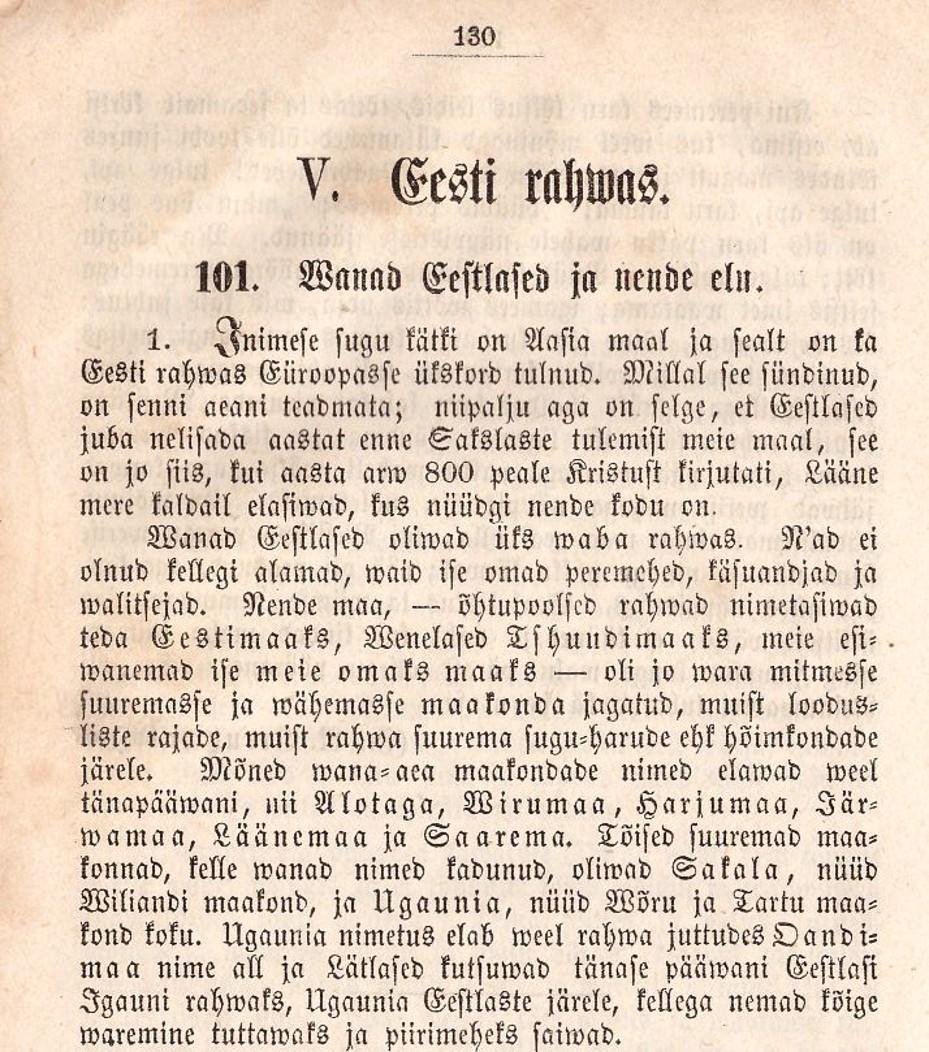 130
V. Eesti rahwas.
101. Wanad Eestlased ja nende elu.
1. Inimese sugu kätki on Aasia maal ja sealt on ka
Eesti rahwas Eüroopasse ükskord tulnud. Millal see sündinud,
on senni aeani teadmata; niipalju aga on selge, et Eestlased
juba nelisada aastat enne Sakslaste tulemist meie maal, see
on jo siis, kui aasta arw 800 peale Kristust kirjutati, Lääne
mere kaldail elasiwad, kus nüüdgi nende kodu on.
Wanad Eestlased oliwad üks waba rahwas. N'ad ei
olnud kellegi alamad, waid ise omad peremehed, käsuandjad ja
walitsejad. Nende maa, — õhtupoolsed rahwad nimetasiwad
teda Eestimaaks, Wenelased Tshuudimaaks, meie esi-
wanemad ise meie omaks maaks — oli jo wara mitmesse
suuremasse ja wähemasse maakonda jagatud, muist loodus-
liste rajade, muist rahwa suurema sugu-harude ehk hõimkondade
järele. Mõned wana-aea maakondade nimed elawad weel
tänapääwani, nii Alotaga, Wirumaa, Harjumaa, Jär-
wamaa, Läänemaa ja Saarema. Tõised suuremad maa-
konnad, kelle wanad nimed kadunud, oliwad Sakala, nüüd
Wiliandi maakond, ja Ugaunia, nüüd Wõru ja Tartu maa-
kond koku. Ugaunia nimetus elab weel rahwa juttudes Oandi-
maa nime all ja Lätlased kutsuwad tänase pääwani Eestlasi
Igauni rahwaks, Ugaunia Eestlaste järele, kellega nemad kõige
waremine tuttawaks ja piirimeheks saiwad.